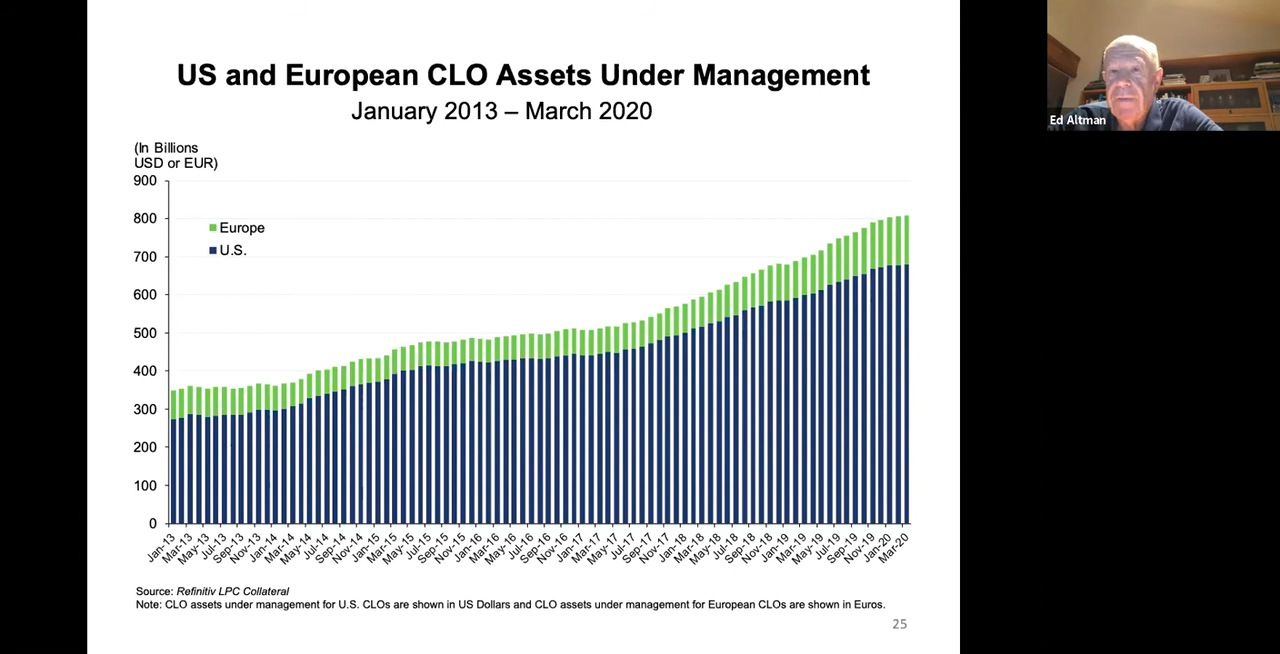 US and European CLO Assets Under Management
January 2013 – March 2020
(In Billions
USD or EUR)
900
800
700
600
500
400
300
200
100
0
Europe
U.S.
Jan-13
Mar-13
May-13
Jul-13
Sep-13
Nov-13
Jan-14
Mar-14
May-14
Jul-14
Sep-14
Nov-14
Jan-15
Mar-15
May-15
Jul-15
Sep-15
Nov-15
Jan-16
Mar-16
May-16
Jul-16
Sep-16
Nov-16
Jan-17
Mar-17
May-17
Jul-17
Sep-17
Nov-17
Jan-18
Mar-18
May-18
Jul-18
Sep-18
Nov-18
Jan-19
Mar-19
May-19
Jul-19
Sep-19
Nov-19
Jan-20
Mar-20
Source: Refinitiv LPC Collateral
Note: CLO assets under management for U.S. CLOs are shown in US Dollars and CLO assets under management for European CLOs are shown in Euros.
25
Ed Altman